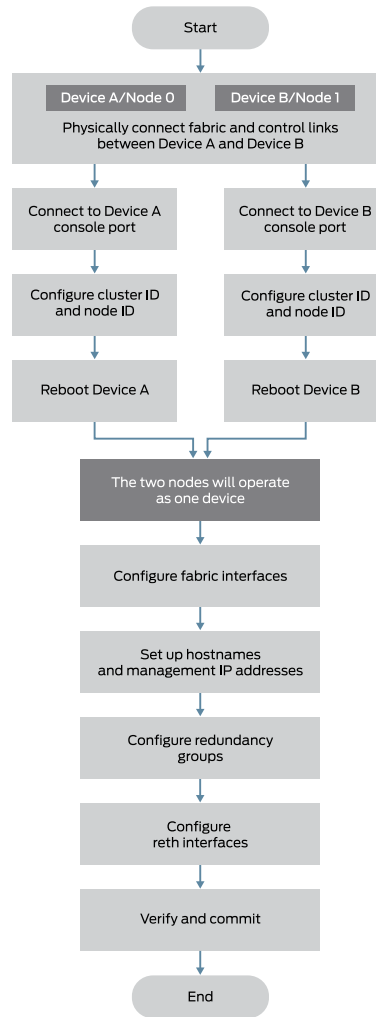 Start
Device A/Node 0
Device B/Node 1
Physically connect fabric and control links
between Device A and Device B
Connect to Device A
console port
Connect to Device B
console port
Configure cluster ID
and node ID
Configure cluster ID
and node ID
Reboot Device A
Reboot Device B
The two nodes will operate
as one device
Configure fabric interfaces
Set up hostnames
and management IP addresses
Configure redundancy
groups
Configure
reth interfaces
Verify and commit
End